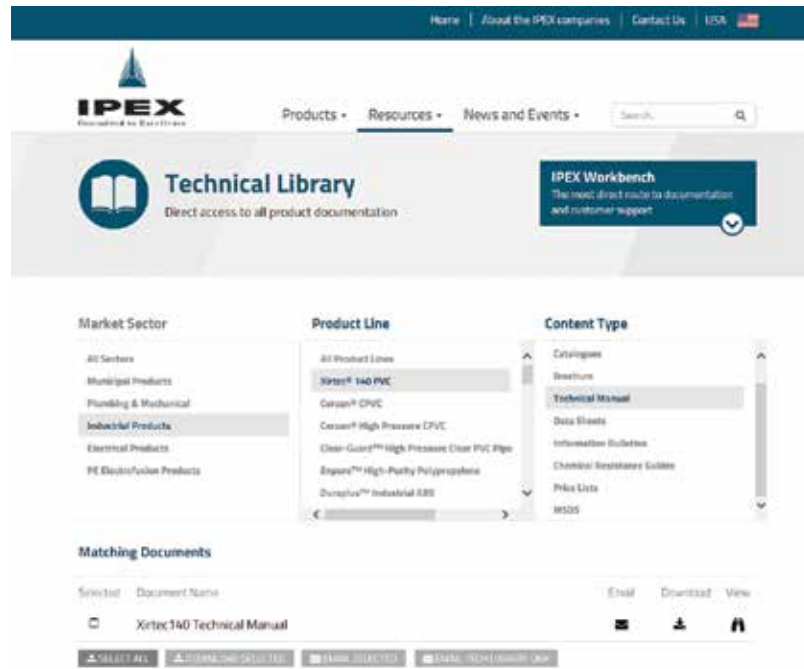 Home | About the IPEX companies | Contact Us | USA
IPEX
Products Resources News and Events Search
Technical Library
Direct access to all product documentation
IPEX Workbench
The most direct route to documentation
and customer support
Market Sector
All Sectors
Municipal Products
Plumbing & Mechanical
Industrial Products
Electrical Products
PE Electrofusion Products
Product Line
All Product Lines
Xirtec® 140 PVC
Corzan® CPVC
Corzan® High Pressure CPVC
Clear-Guard™ High Pressure Clear PVC Pipe
Enpure™ High-Purity Polypropylene
Duraplus™ Industrial ABS
Content Type
Catalogues
Brochure
Technical Manual
Data Sheets
Information Bulletins
Chemical Resistance Guides
Price Lists
MSDS
Matching Documents
Selected Document Name Email Download View
Xirtec140 Technical Manual
SELECT ALL DOWNLOAD SELECTED EMAIL SELECTED